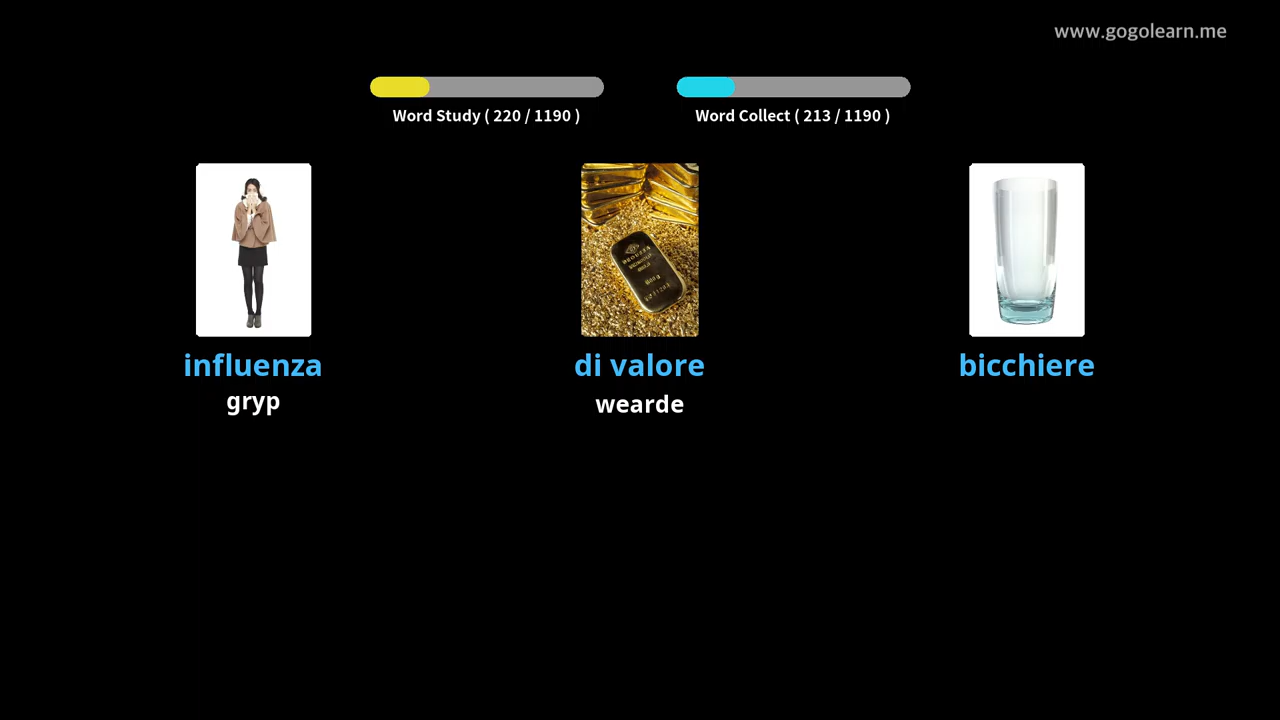 www.gogolearn.me
Word Study ( 220 / 1190 )
Word Collect ( 213 / 1190 )
influenza
di valore
bicchiere
gryp
wearde